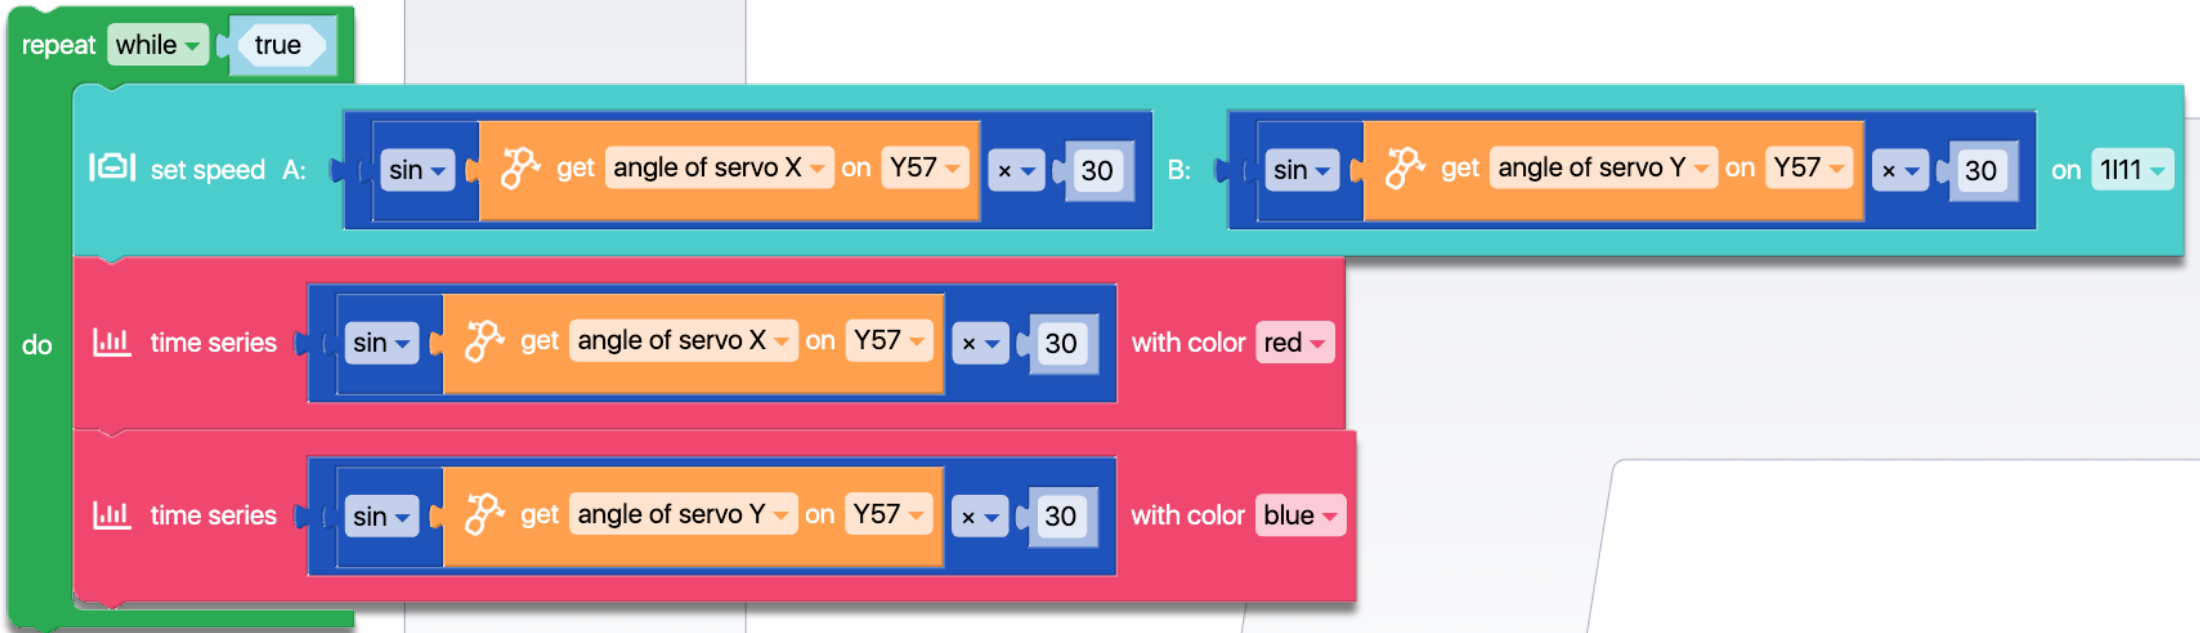 repeat while true
set speed A: sin get angle of servo X on Y57 × 30 B: sin get angle of servo Y on Y57 × 30 on 1I11
time series sin get angle of servo X on Y57 × 30 with color red
do
time series sin get angle of servo Y on Y57 × 30 with color blue